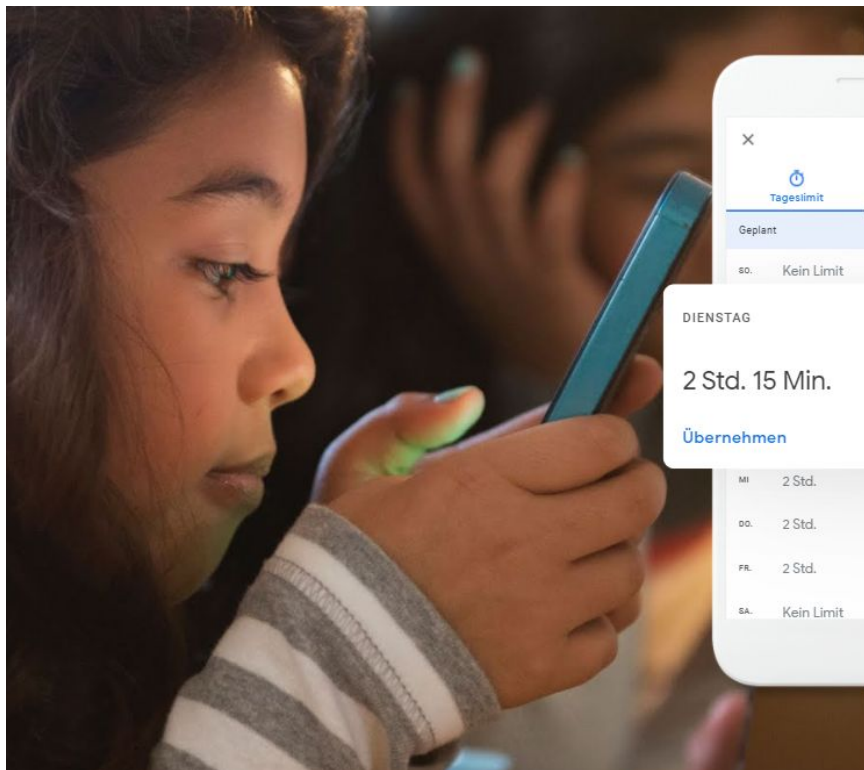 Tageslimit
Geplant
SO. Kein Limit
DIENSTAG
2 Std. 15 Min.
Übernehmen
MI 2 Std.
DO. 2 Std.
FR. 2 Std.
SA. Kein Limit